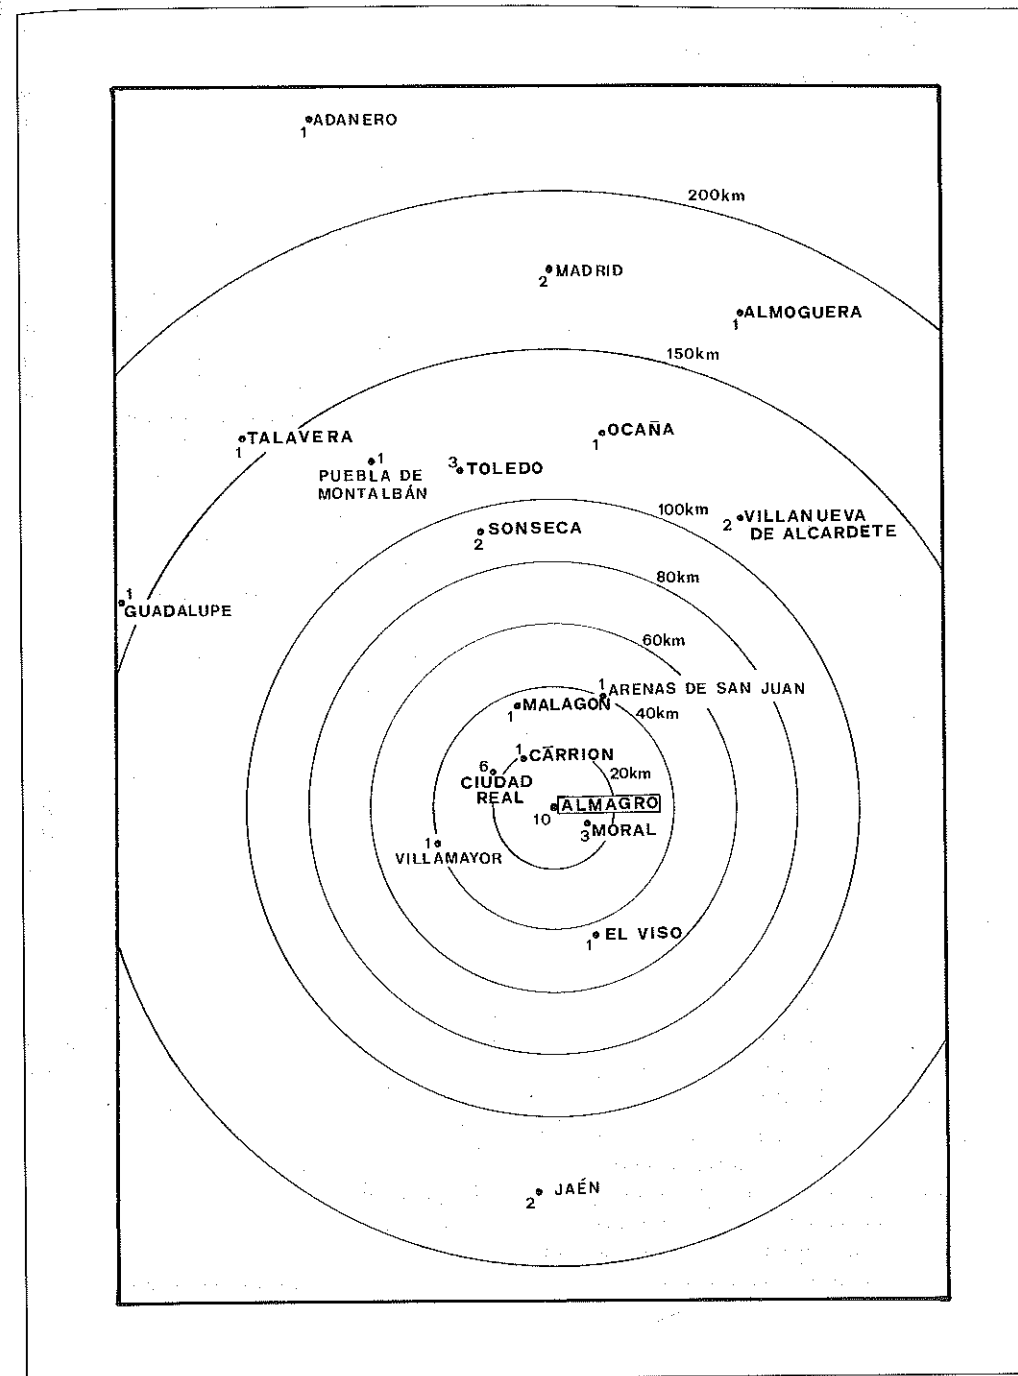 1 ADANERO
200km
2 MADRID
1 ALMOGUERA
150km
1 TALAVERA
1 OCAÑA
1
PUEBLA DE
MONTALBÁN
3 TOLEDO
100km
2 SONSECA
2 VILLANUEVA
DE ALCARDETE
80km
1
GUADALUPE
60km
1 ARENAS DE SAN JUAN
1 MALAGON
40km
1 CARRION
6
CIUDAD
REAL
20km
10 ALMAGRO
3 MORAL
1
VILLAMAYOR
1 EL VISO
2 JAÉN